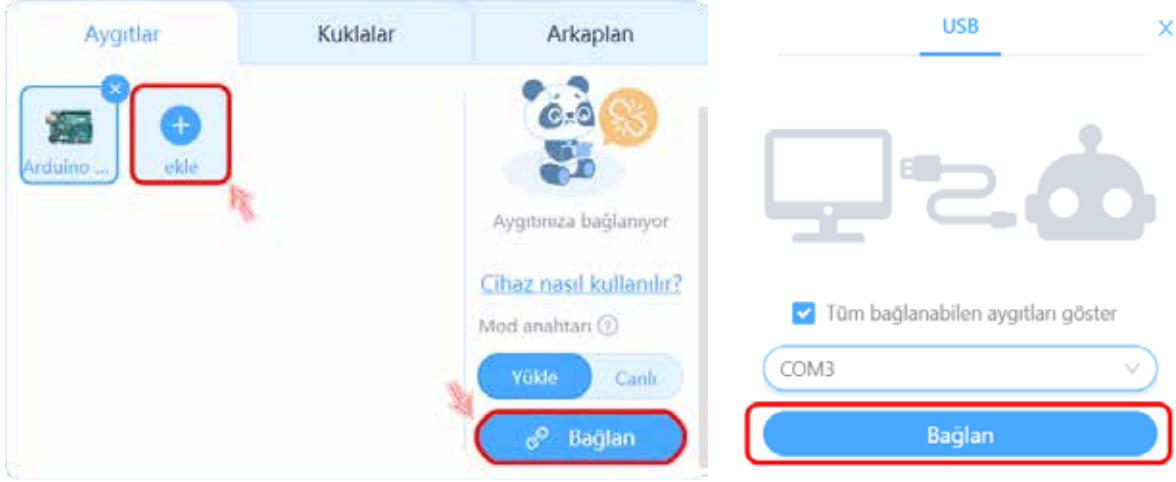 Aygıtlar
Kuklalar
Arkaplan
Arduino ...
ekle
Aygıtınıza bağlanıyor
Cihaz nasıl kullanılır?
Mod anahtarı ?
Yükle
Canlı
Bağlan
USB
Tüm bağlanabilen aygıtları göster
COM3
Bağlan